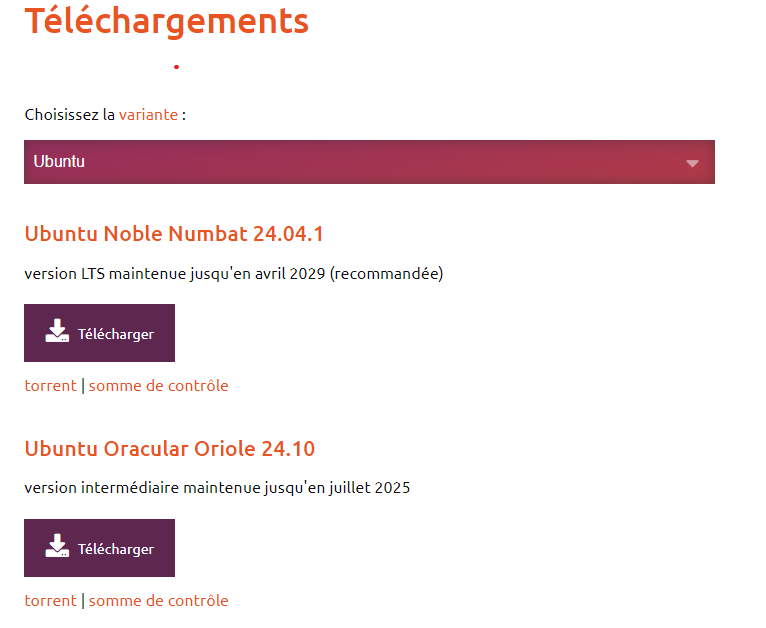 Téléchargements
Choisissez la variante :
Ubuntu
Ubuntu Noble Numbat 24.04.1
version LTS maintenue jusqu'en avril 2029 (recommandée)
Télécharger
torrent | somme de contrôle
Ubuntu Oracular Oriole 24.10
version intermédiaire maintenue jusqu'en juillet 2025
Télécharger
torrent | somme de contrôle